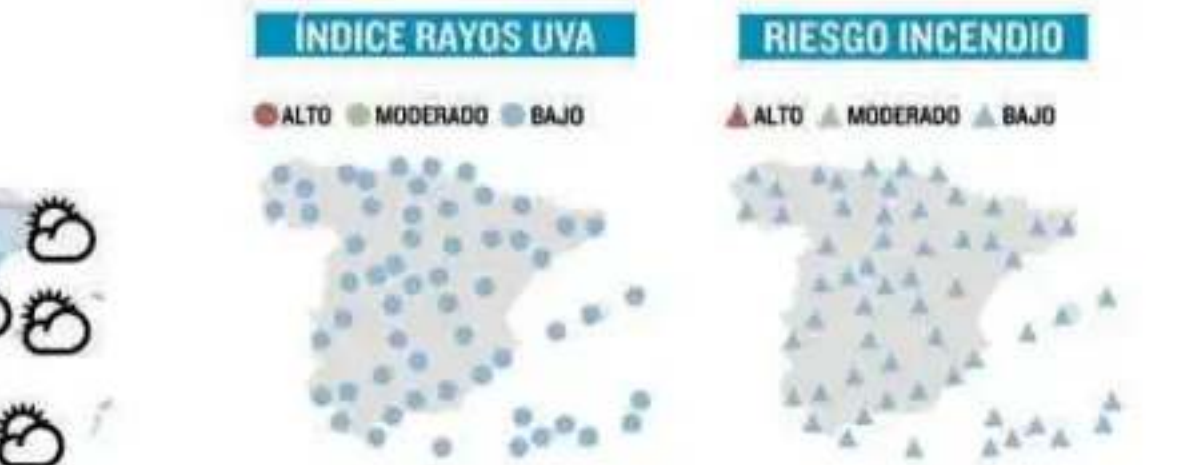 ÍNDICE RAYOS UVA
ALTO MODERADO BAJO
RIESGO INCENDIO
ALTO MODERADO BAJO